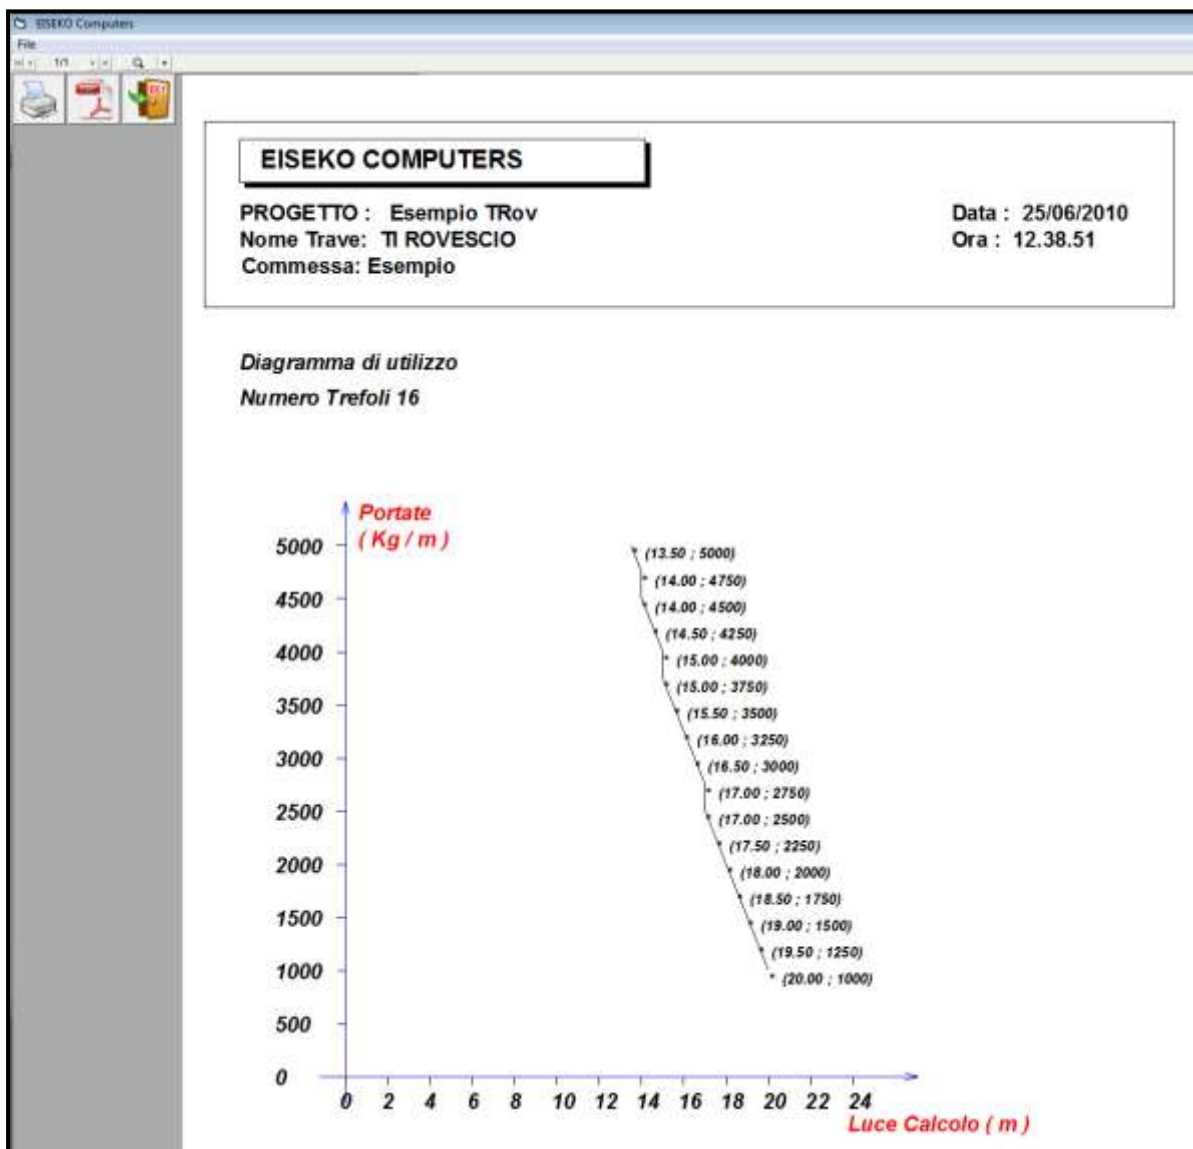 EISEKO Computers
File
1/1
EISEKO COMPUTERS
PROGETTO : Esempio TRov
Data : 25/06/2010
Nome Trave: TI ROVESCIO
Ora : 12.38.51
Commessa: Esempio
Diagramma di utilizzo
Numero Trefoli 16
Portate
( Kg / m )
5000
4500
4000
3500
3000
2500
2000
1500
1000
500
0
(13.50 ; 5000)
(14.00 ; 4750)
(14.00 ; 4500)
(14.50 ; 4250)
(15.00 ; 4000)
(15.00 ; 3750)
(15.50 ; 3500)
(16.00 ; 3250)
(16.50 ; 3000)
(17.00 ; 2750)
(17.00 ; 2500)
(17.50 ; 2250)
(18.00 ; 2000)
(18.50 ; 1750)
(19.00 ; 1500)
(19.50 ; 1250)
(20.00 ; 1000)
0 2 4 6 8 10 12 14 16 18 20 22 24
Luce Calcolo ( m )